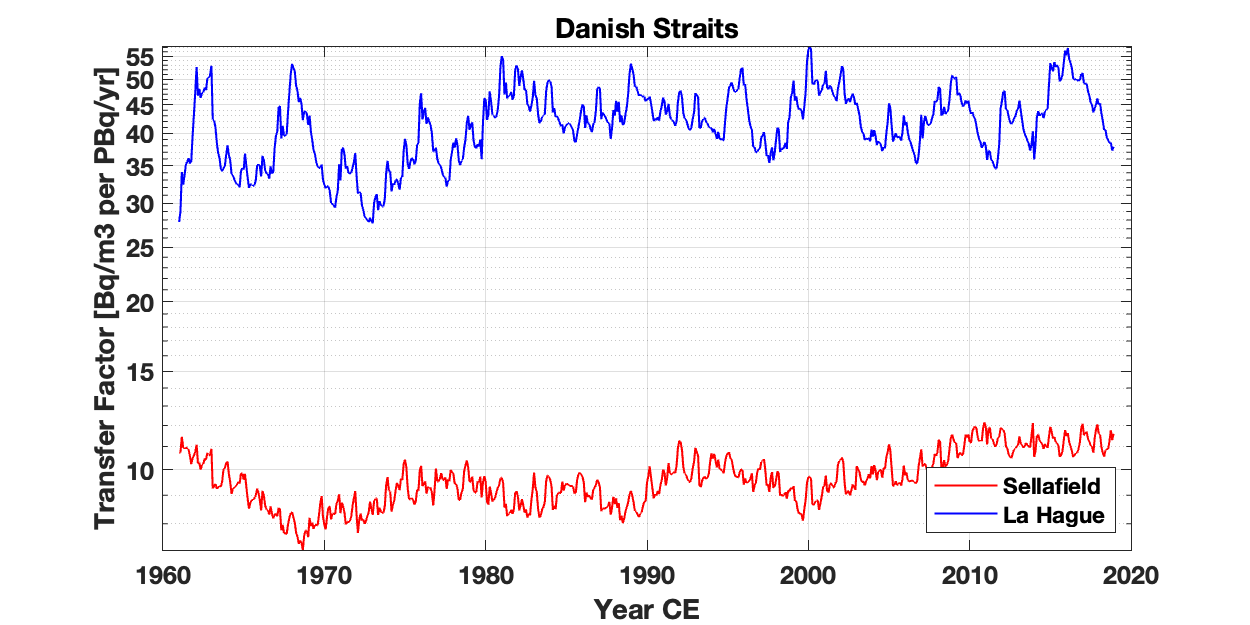 Danish Straits
Transfer Factor [Bq/m3 per PBq/yr]
55
50
45
40
35
30
25
20
15
10
Sellafield
La Hague
1960 1970 1980 1990 2000 2010 2020
Year CE